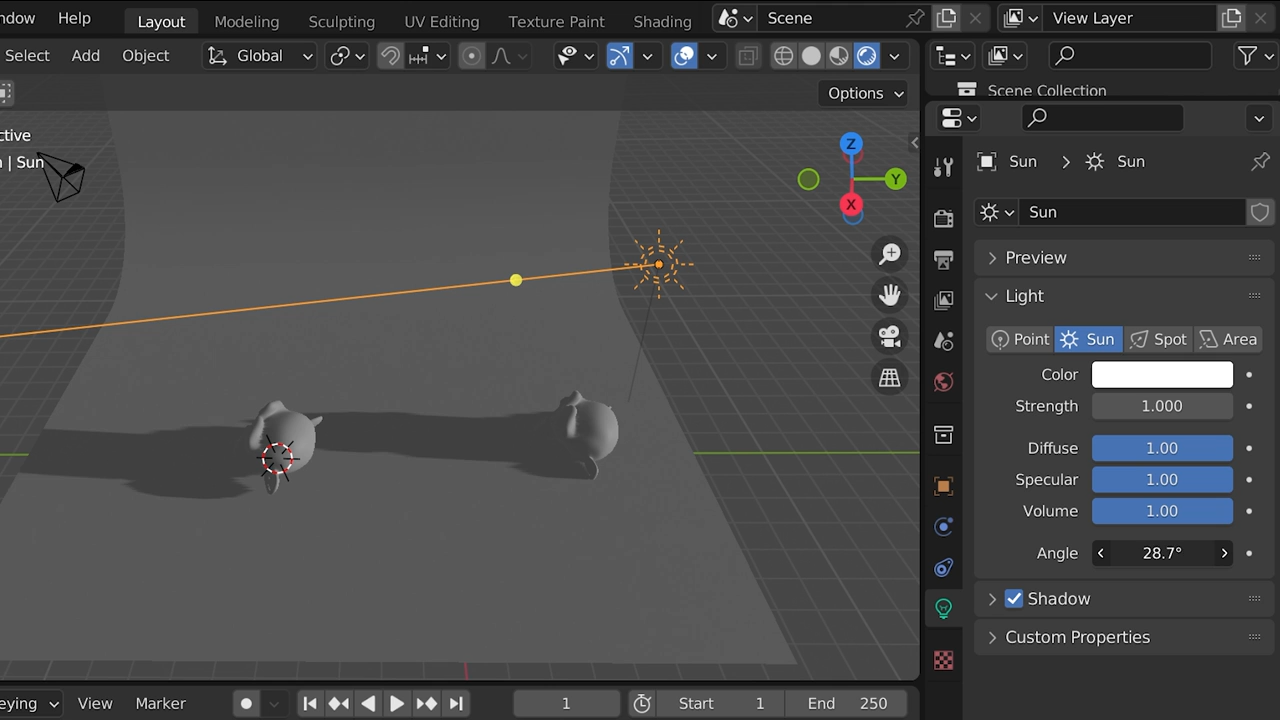 ndow Help Layout Modeling Sculpting UV Editing Texture Paint Shading Scene View Layer
Select Add Object Global
Options
Scene Collection
ctive
n | Sun
Z
Y
X
Sun > Sun
Sun
Preview
Light
Point Sun Spot Area
Color
Strength 1.000
Diffuse 1.00
Specular 1.00
Volume 1.00
Angle 28.7°
Shadow
Custom Properties
eying View Marker 1 Start 1 End 250